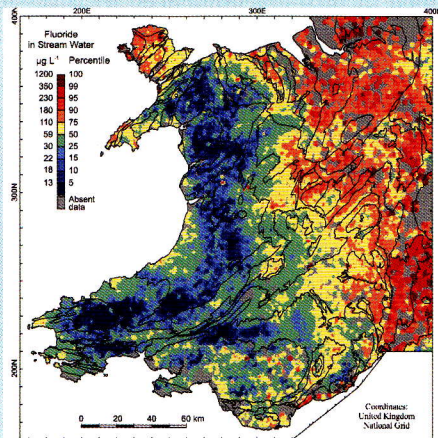 200E 300E 400E
400N
Fluoride
in Stream Water
µg L⁻¹ Percentile
1200 100
360 99
230 95
180 90
110 75
59 50
30 25
22 15
18 10
13 5
Absent
data
300N
200N
0 20 40 60 km
Coordinates:
United Kingdom
National Grid